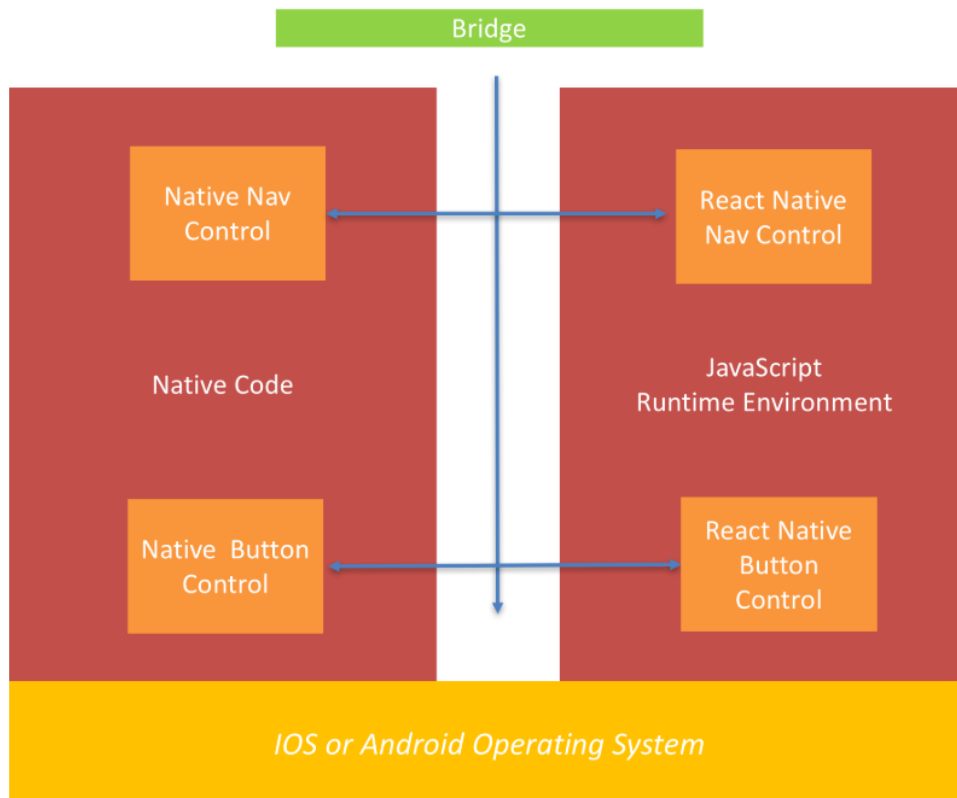 Bridge
Native Nav
Control
React Native
Nav Control
Native Code
JavaScript
Runtime Environment
Native Button
Control
React Native
Button
Control
IOS or Android Operating System